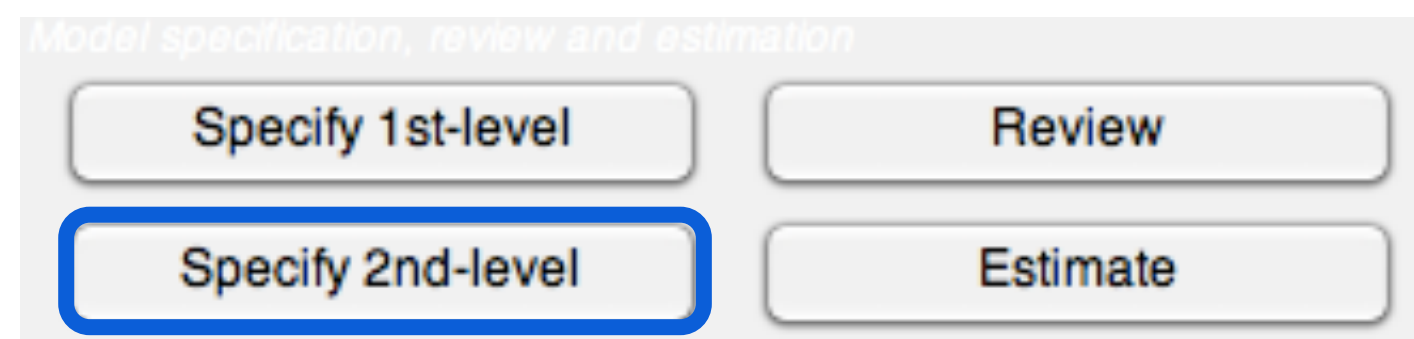 Model specification, review and estimation
Specify 1st-level Review
Specify 2nd-level Estimate